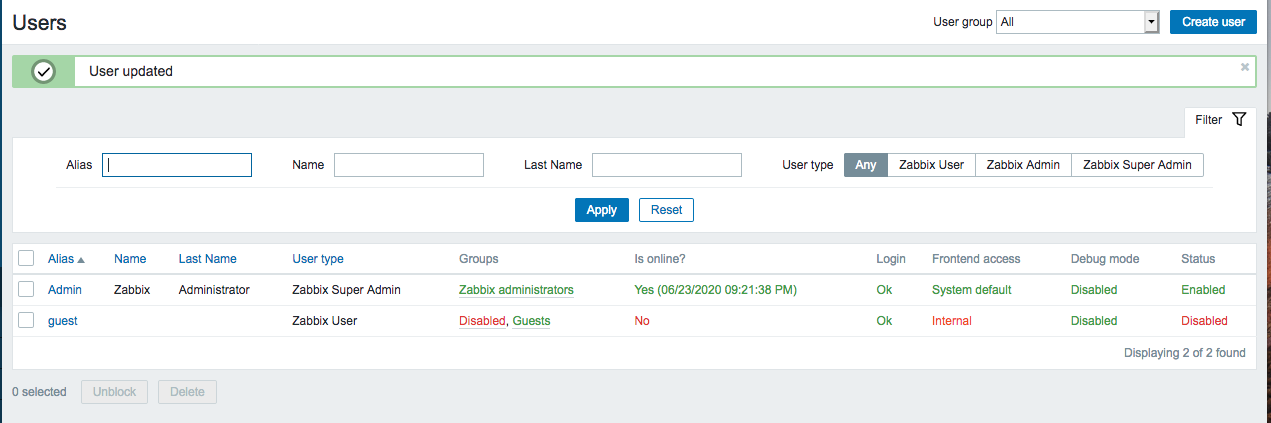 Users User group All Create user
User updated
Filter
Alias Name Last Name User type Any Zabbix User Zabbix Admin Zabbix Super Admin
Apply Reset
Alias Name Last Name User type Groups Is online? Login Frontend access Debug mode Status
Admin Zabbix Administrator Zabbix Super Admin Zabbix administrators Yes (06/23/2020 09:21:38 PM) Ok System default Disabled Enabled
guest Zabbix User Disabled, Guests No Ok Internal Disabled Disabled
Displaying 2 of 2 found
0 selected Unblock Delete